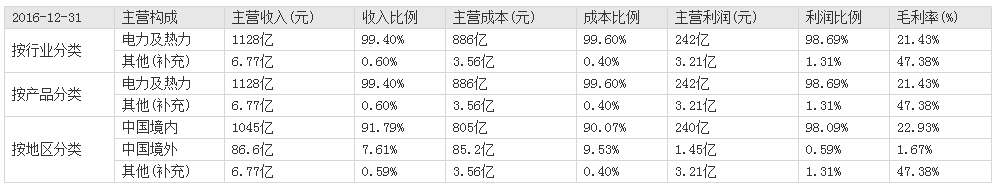 2016-12-31 主营构成 主营收入(元) 收入比例 主营成本(元) 成本比例 主营利润(元) 利润比例 毛利率(%)
按行业分类 电力及热力 1128亿 99.40% 886亿 99.60% 242亿 98.69% 21.43%
其他(补充) 6.77亿 0.60% 3.56亿 0.40% 3.21亿 1.31% 47.38%
按产品分类 电力及热力 1128亿 99.40% 886亿 99.60% 242亿 98.69% 21.43%
其他(补充) 6.77亿 0.60% 3.56亿 0.40% 3.21亿 1.31% 47.38%
按地区分类 中国境内 1045亿 91.79% 805亿 90.07% 240亿 98.09% 22.93%
中国境外 86.6亿 7.61% 85.2亿 9.53% 1.45亿 0.59% 1.67%
其他(补充) 6.77亿 0.59% 3.56亿 0.40% 3.21亿 1.31% 47.38%